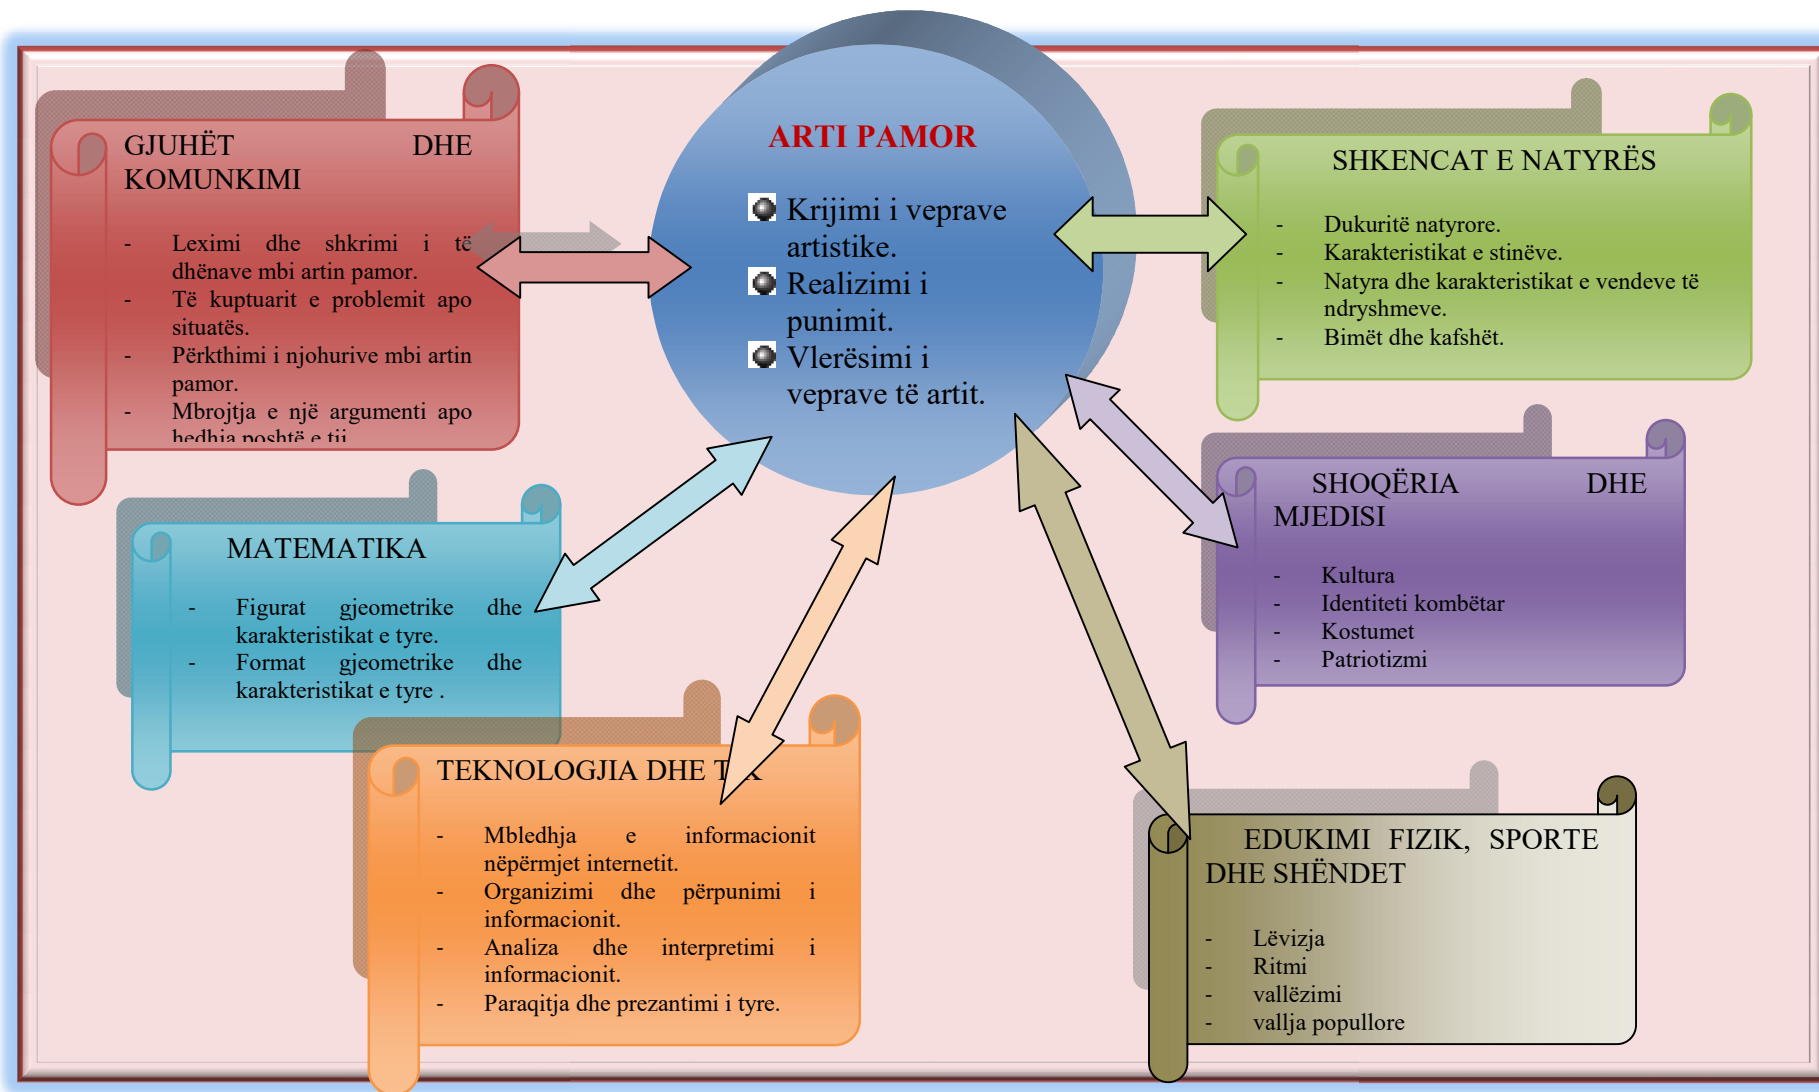 ARTI PAMOR
Krijimi i veprave
artistike.
Realizimi i
punimit.
Vlerësimi i
veprave të artit.
GJUHËT DHE
KOMUNKIMI
- Leximi dhe shkrimi i të
dhënave mbi artin pamor.
- Të kuptuarit e problemit apo
situatës.
- Përkthimi i njohurive mbi artin
pamor.
- Mbrojtja e një argumenti apo
hedhja poshtë e tij
MATEMATIKA
- Figurat gjeometrike dhe
karakteristikat e tyre.
- Format gjeometrike dhe
karakteristikat e tyre .
TEKNOLOGJIA DHE TIK
- Mbledhja e informacionit
nëpërmjet internetit.
- Organizimi dhe përpunimi i
informacionit.
- Analiza dhe interpretimi i
informacionit.
- Paraqitja dhe prezantimi i tyre.
SHKENCAT E NATYRËS
- Dukuritë natyrore.
- Karakteristikat e stinëve.
- Natyra dhe karakteristikat e vendeve të
ndryshmeve.
- Bimët dhe kafshët.
SHOQËRIA DHE
MJEDISI
- Kultura
- Identiteti kombëtar
- Kostumet
- Patriotizmi
EDUKIMI FIZIK, SPORTE
DHE SHËNDET
- Lëvizja
- Ritmi
- vallëzimi
- vallja popullore